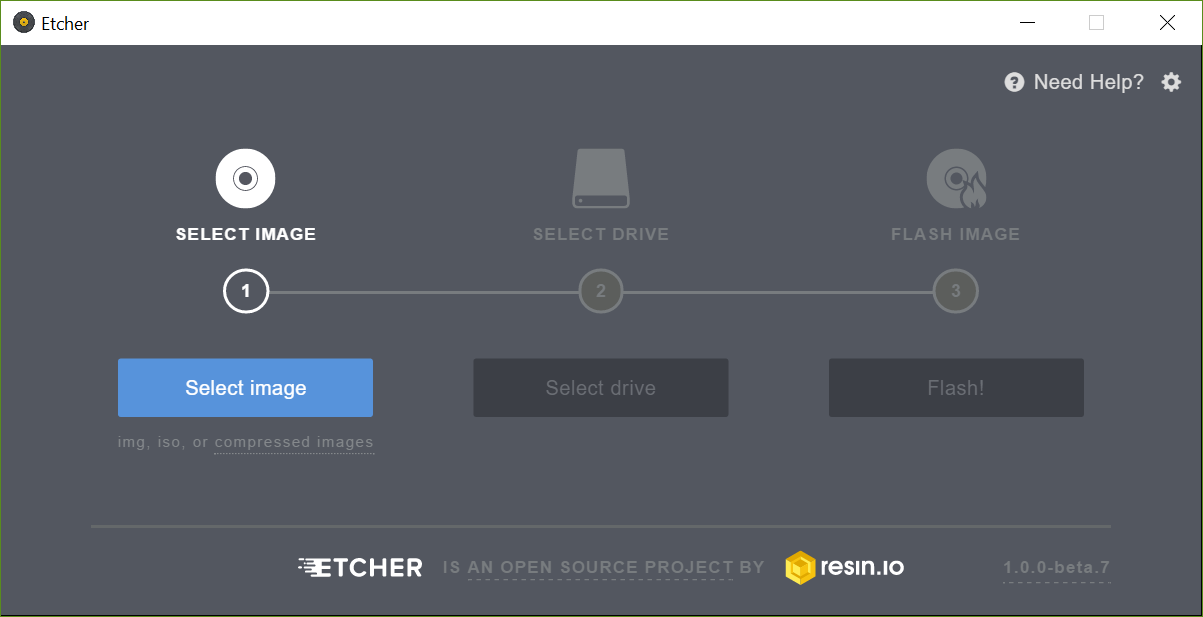 Etcher
Need Help?
SELECT IMAGE
SELECT DRIVE
FLASH IMAGE
1
2
3
Select image
Select drive
Flash!
img, iso, or compressed images
ETCHER IS AN OPEN SOURCE PROJECT BY resin.io
1.0.0-beta.7